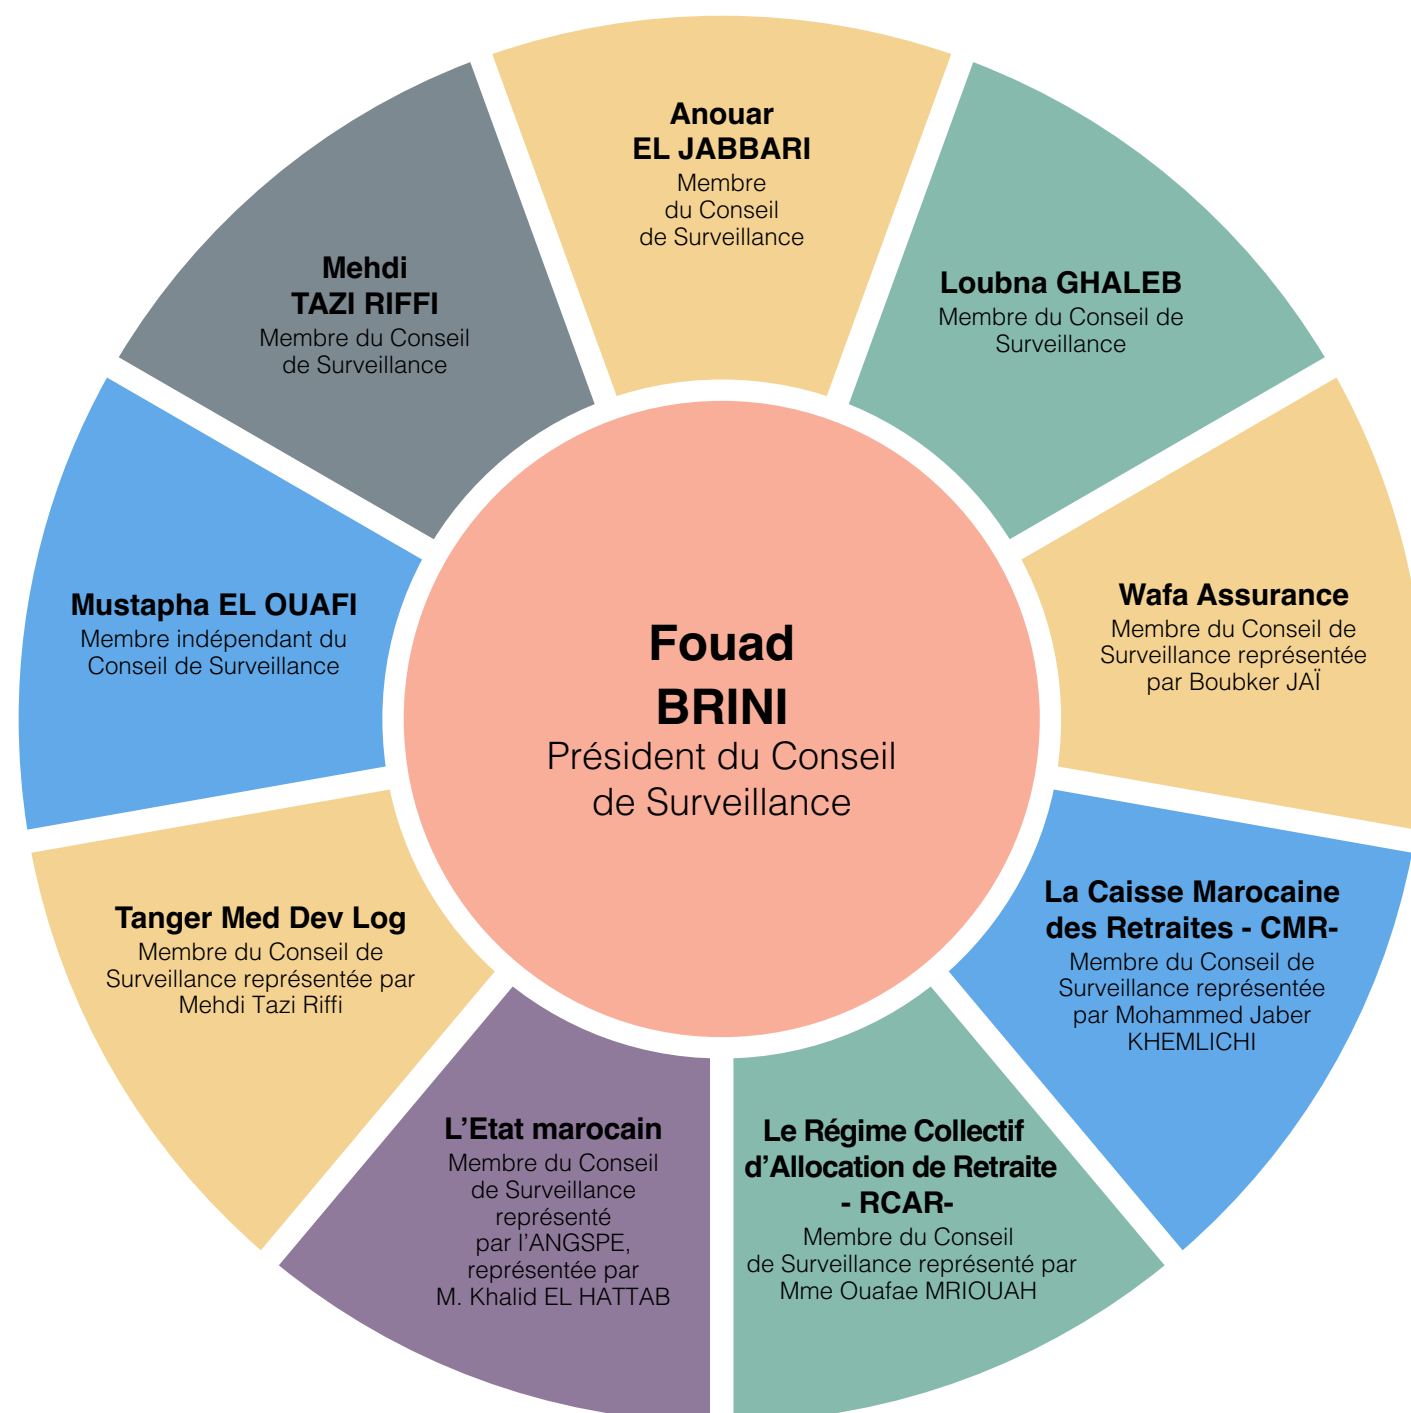 Anouar
EL JABBARI
Membre
du Conseil
de Surveillance
Loubna GHALEB
Membre du Conseil de
Surveillance
Wafa Assurance
Membre du Conseil de
Surveillance représentée
par Boubker JAÏ
La Caisse Marocaine
des Retraites - CMR-
Membre du Conseil de
Surveillance représentée
par Mohammed Jaber
KHEMLICHI
Le Régime Collectif
d’Allocation de Retraite
- RCAR-
Membre du Conseil
de Surveillance représenté par
Mme Ouafae MRIOUAH
L’Etat marocain
Membre du Conseil
de Surveillance
représenté
par l’ANGSPE,
représentée par
M. Khalid EL HATTAB
Tanger Med Dev Log
Membre du Conseil de
Surveillance représentée par
Mehdi Tazi Riffi
Mustapha EL OUAFI
Membre indépendant du
Conseil de Surveillance
Mehdi
TAZI RIFFI
Membre du Conseil
de Surveillance
Fouad
BRINI
Président du Conseil
de Surveillance